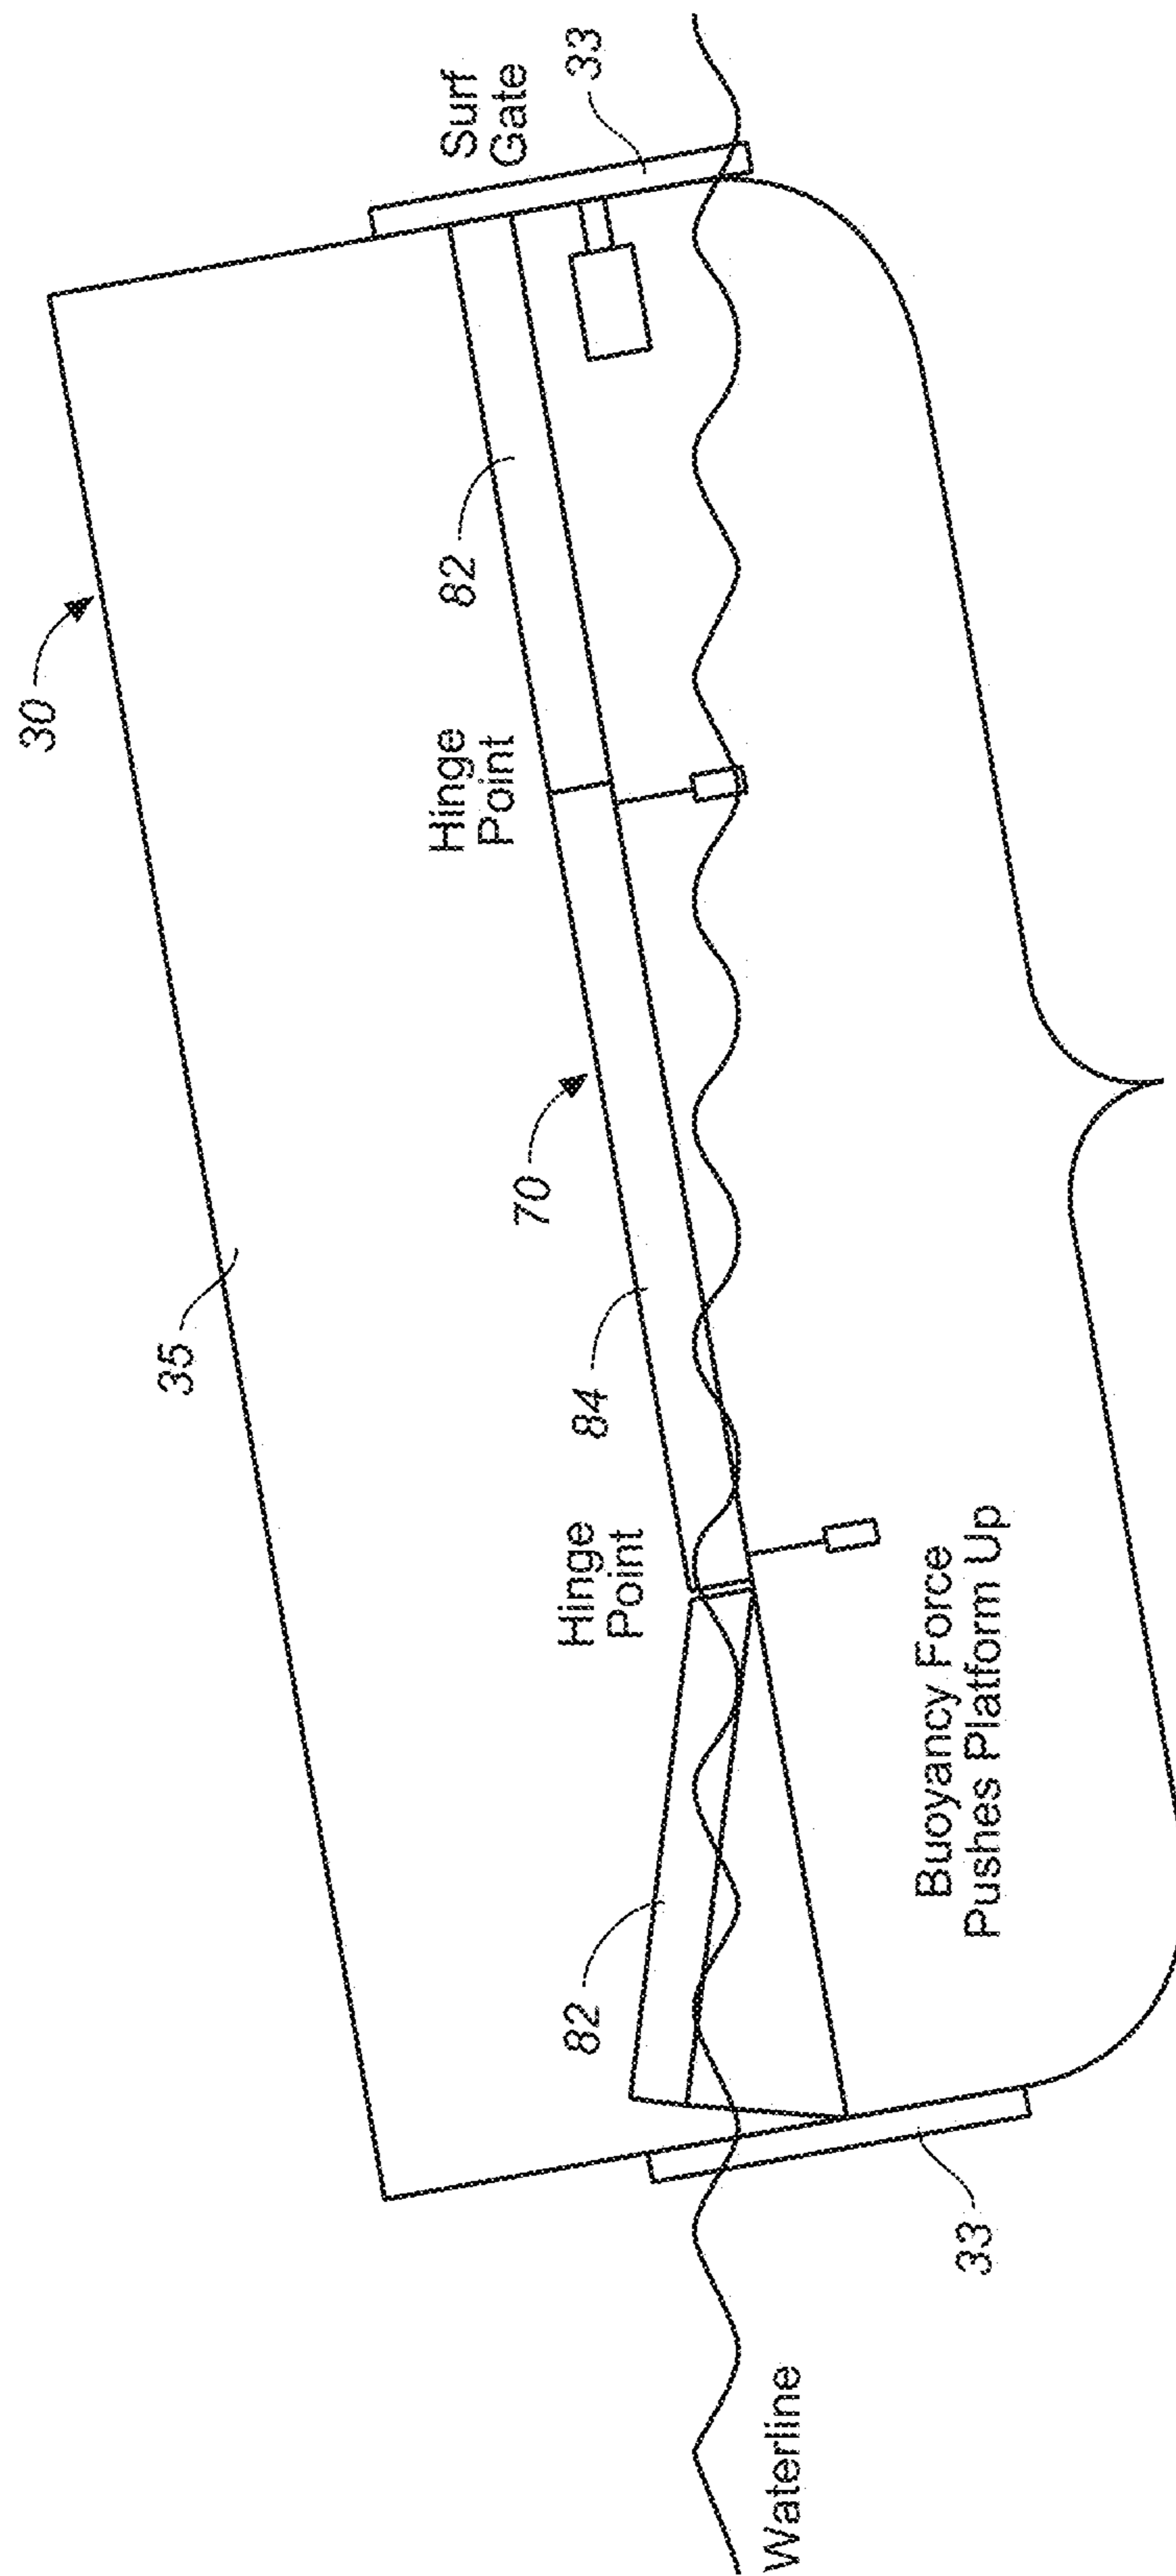 30
35
Surf
Gate
33
Hinge
Point
82
70
Hinge
Point
84
82
Waterline
Buoyancy Force
Pushes Platform Up
33